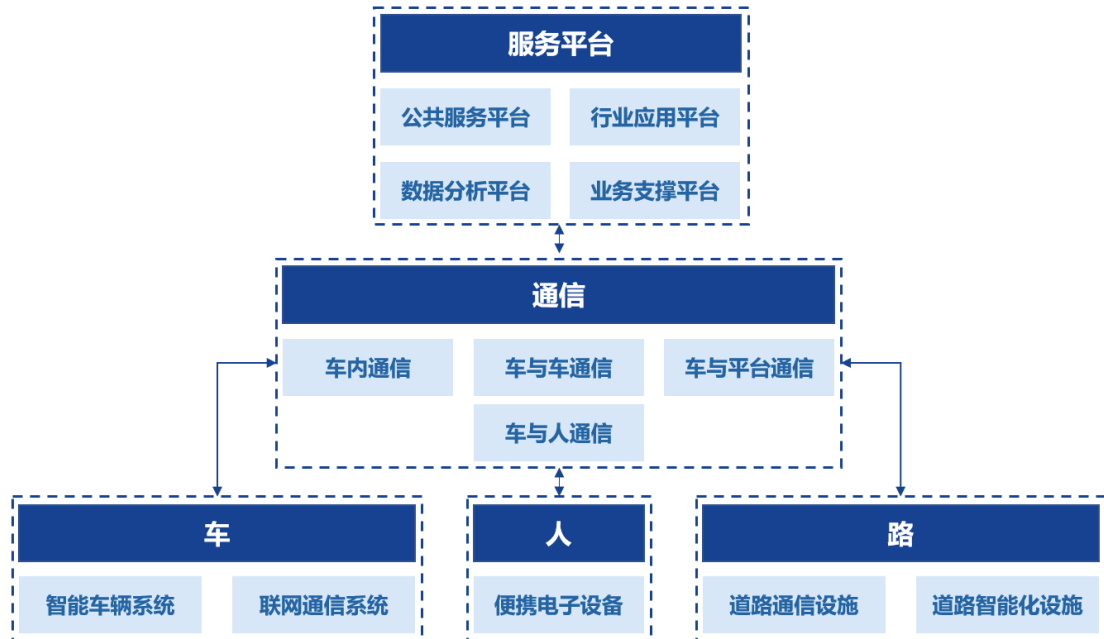 服务平台
公共服务平台
行业应用平台
数据分析平台
业务支撑平台
通信
车内通信
车与车通信
车与平台通信
车与人通信
车
智能车辆系统
联网通信系统
人
便携电子设备
路
道路通信设施
道路智能化设施